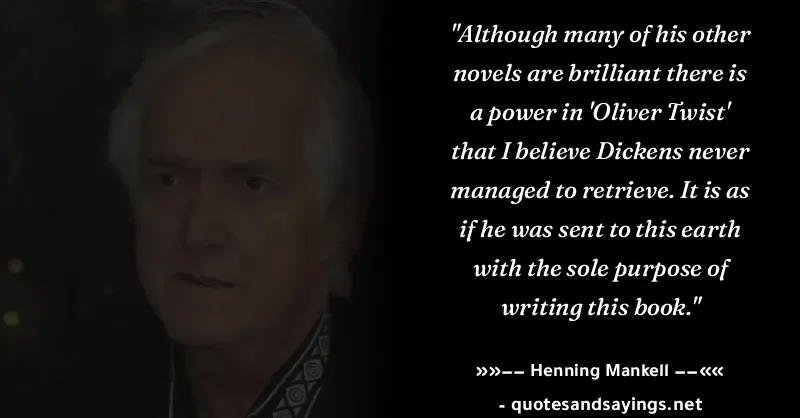 "Although many of his other
novels are brilliant there is
a power in 'Oliver Twist'
that I believe Dickens never
managed to retrieve. It is as
if he was sent to this earth
with the sole purpose of
writing this book."
»»−− Henning Mankell −−««
- quotesandsayings.net